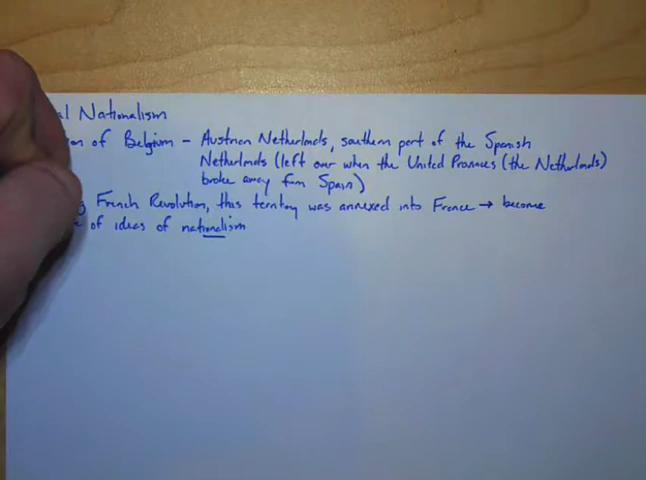 al Nationalism
on of Belgium - Austrian Netherlands, southern part of the Spanish
Netherlands (left over when the United Provinces (the Netherlands)
broke away from Spain)
French Revolution, this territory was annexed into France → become
e of ideas of nationalism